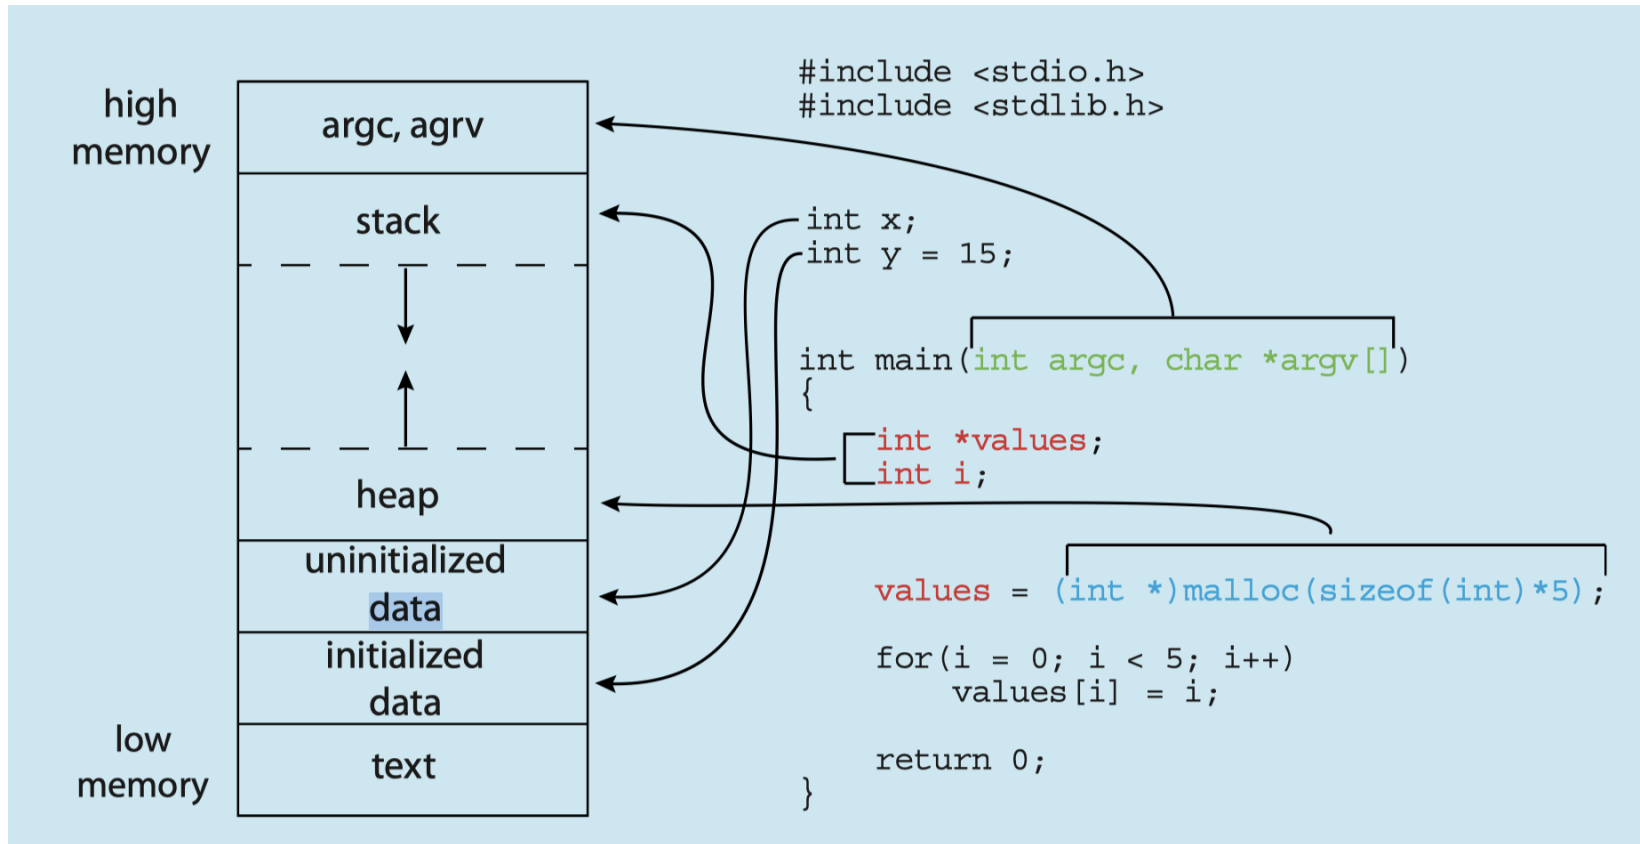 high
memory
argc, agrv
stack
heap
uninitialized
data
initialized
data
low
memory
text
#include <stdio.h>
#include <stdlib.h>
int x;
int y = 15;
int main(int argc, char *argv[])
{
int *values;
int i;
values = (int *)malloc(sizeof(int)*5);
for(i = 0; i < 5; i++)
values[i] = i;
return 0;
}